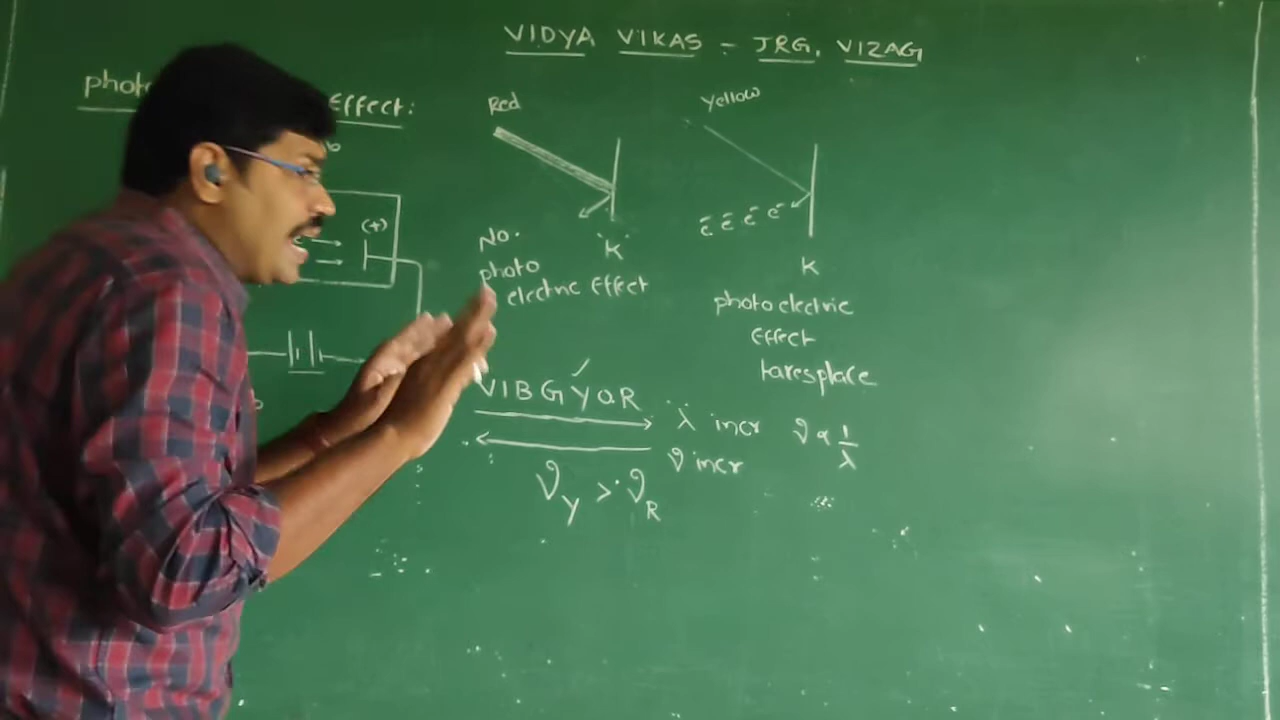 VIDYA VIKAS - JRG, VIZAG
Effect:
Red
Yellow
(+)
e⁻ e⁻ e⁻ e⁻
No.
photo
electric Effect
'K'
K
photo electric
Effect
takesplace
VIBGYOR
λ incr
ν incr
ν ∝ 1/λ
ν_Y > ν_R